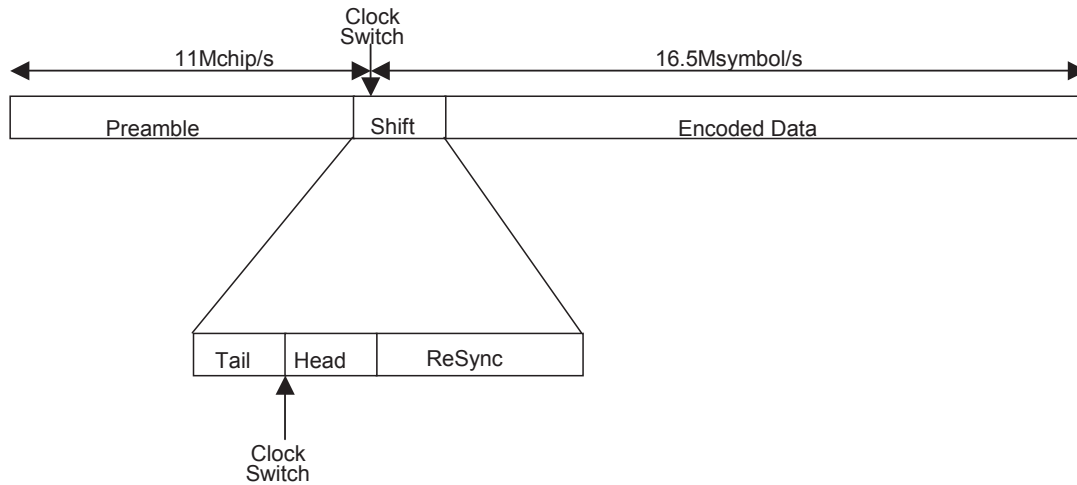 Clock
Switch
11Mchip/s
16.5Msymbol/s
Preamble
Shift
Encoded Data
Tail
Head
ReSync
Clock
Switch